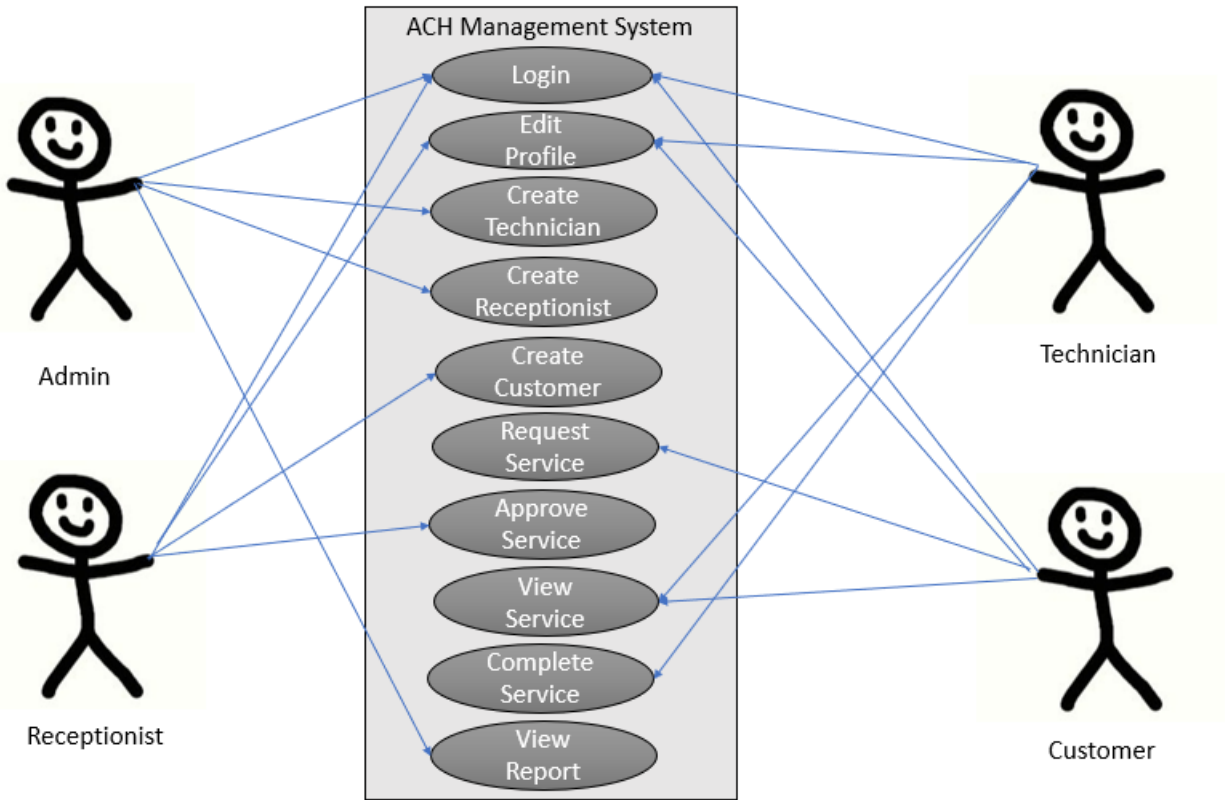 ACH Management System
Login
Edit
Profile
Create
Technician
Create
Receptionist
Create
Customer
Request
Service
Approve
Service
View
Service
Complete
Service
View
Report
Admin
Receptionist
Technician
Customer